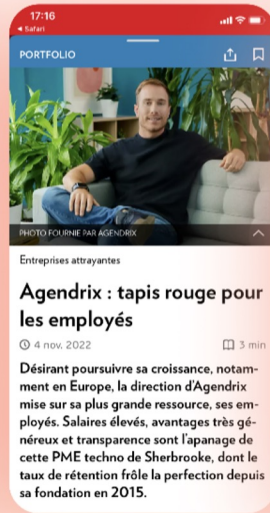 17:16
◀ Safari
PORTFOLIO
PHOTO FOURNIE PAR AGENDRIX
Entreprises attrayantes
Agendrix : tapis rouge pour
les employés
4 nov. 2022
3 min
Désirant poursuivre sa croissance, notam-
ment en Europe, la direction d'Agendrix
mise sur sa plus grande ressource, ses em-
ployés. Salaires élevés, avantages très gé-
néreux et transparence sont l'apanage de
cette PME techno de Sherbrooke, dont le
taux de rétention frôle la perfection depuis
sa fondation en 2015.